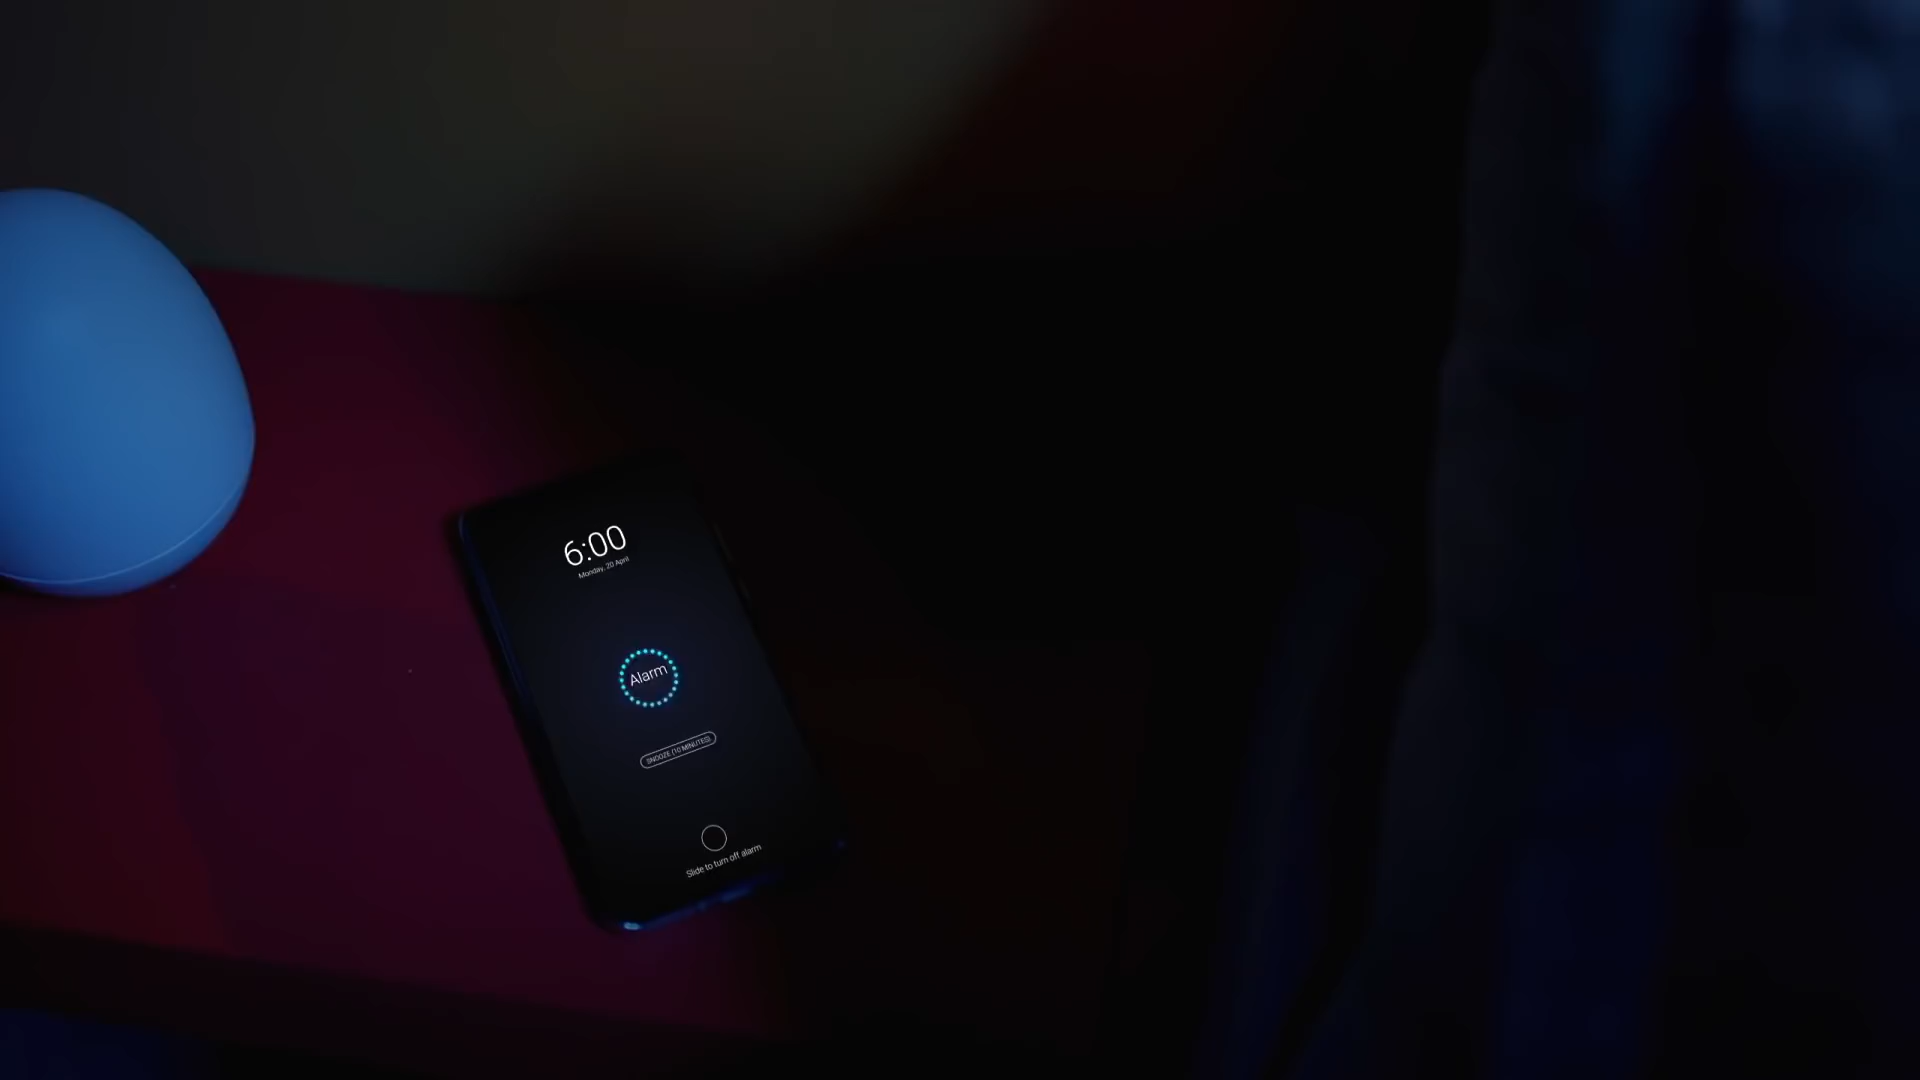 6:00
Monday, 20 April
Alarm
SNOOZE (10 MINUTES)
Slide to turn off alarm